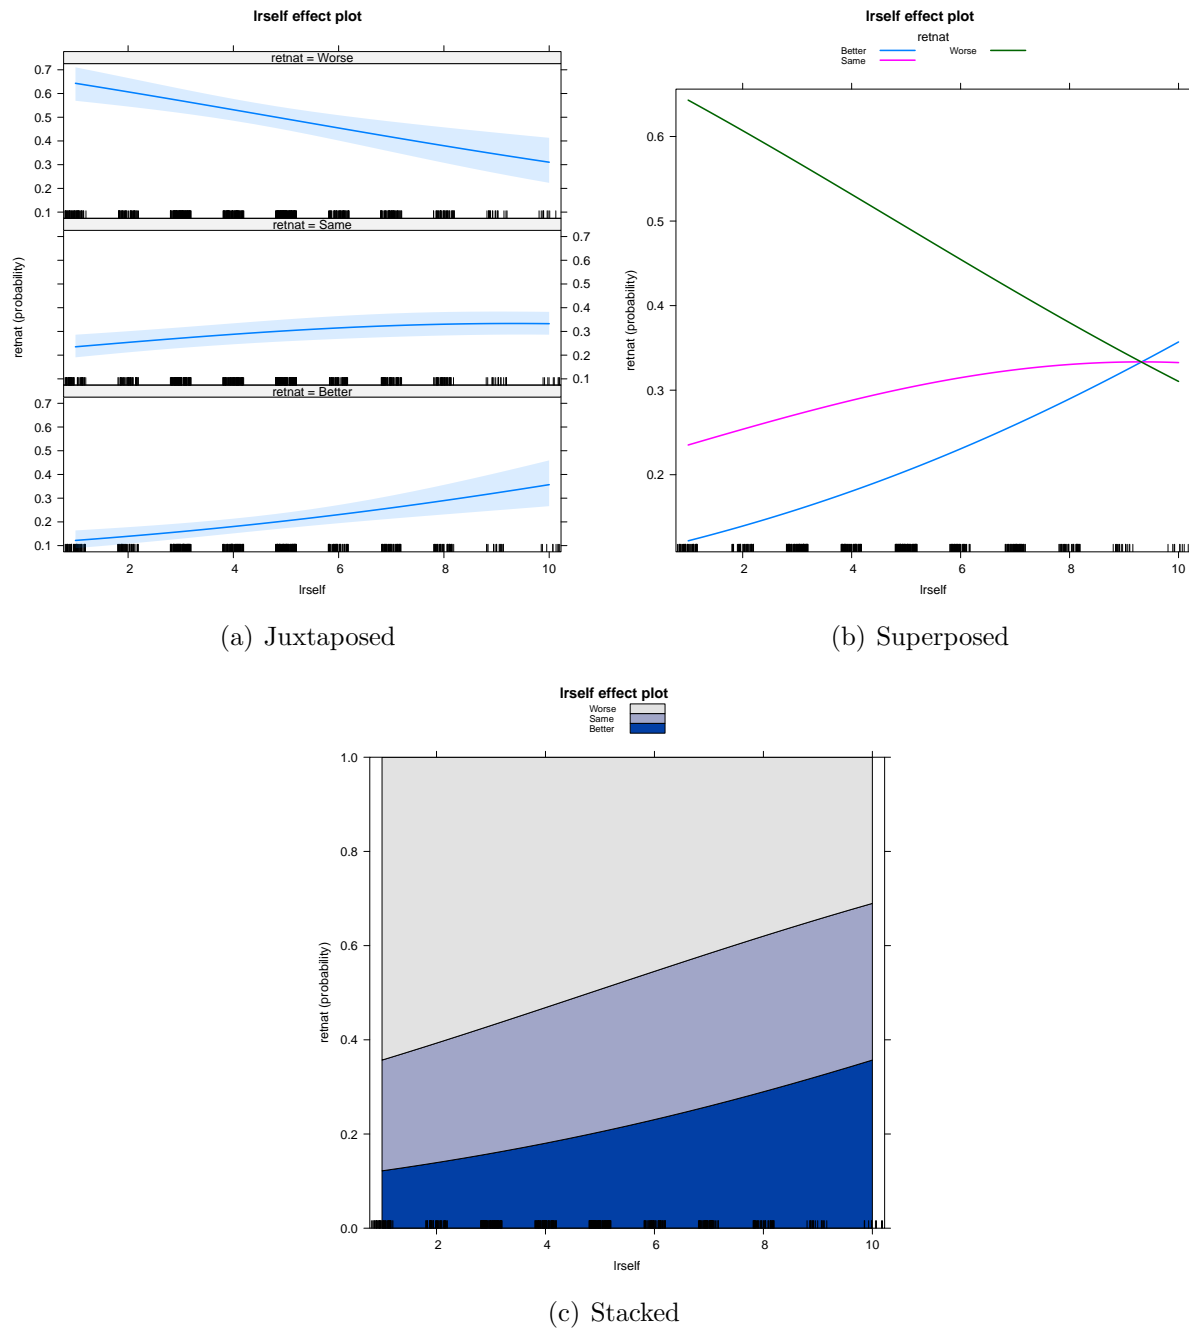 lrself effect plot
retnat = Worse
0.7
0.6
0.5
0.4
0.3
0.2
0.1
retnat = Same
0.7
0.6
0.5
0.4
0.3
0.2
0.1
retnat = Better
0.7
0.6
0.5
0.4
0.3
0.2
0.1
retnat (probability)
2 4 6 8 10
lrself
(a) Juxtaposed
lrself effect plot
retnat
Better Worse
Same
0.6
0.5
0.4
0.3
0.2
retnat (probability)
2 4 6 8 10
lrself
(b) Superposed
lrself effect plot
Worse
Same
Better
1.0
0.8
0.6
0.4
0.2
0.0
retnat (probability)
2 4 6 8 10
lrself
(c) Stacked